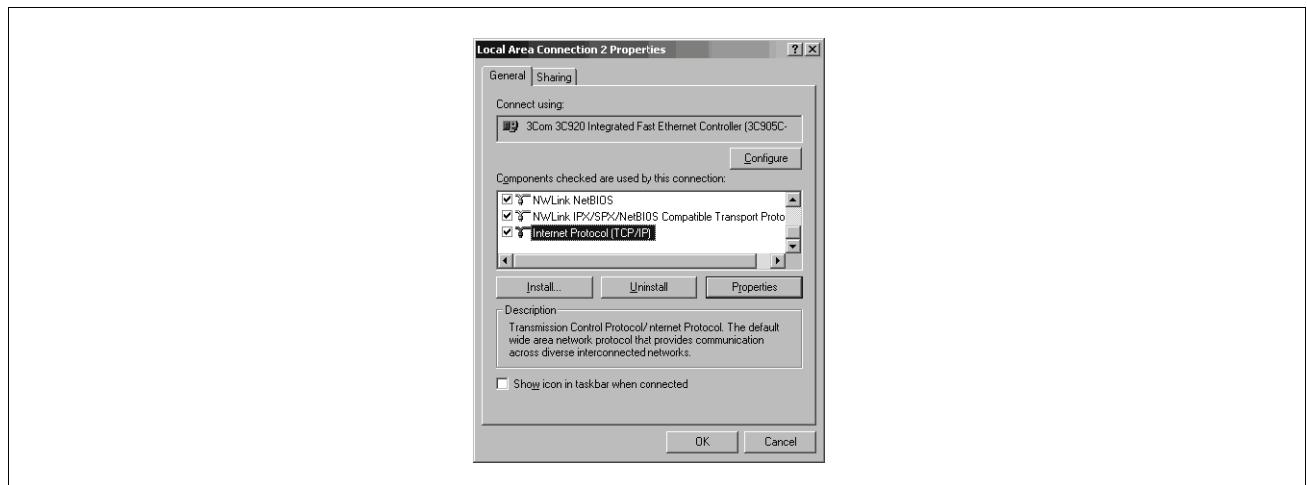 Local Area Connection 2 Properties
General
Sharing
Connect using:
3Com 3C920 Integrated Fast Ethernet Controller (3C905C-
Configure
Components checked are used by this connection:
NWLink NetBIOS
NWLink IPX/SPX/NetBIOS Compatible Transport Proto
Internet Protocol (TCP/IP)
Install...
Uninstall
Properties
Description
Transmission Control Protocol/ nternet Protocol. The default
wide area network protocol that provides communication
across diverse interconnected networks.
Show icon in taskbar when connected
OK
Cancel